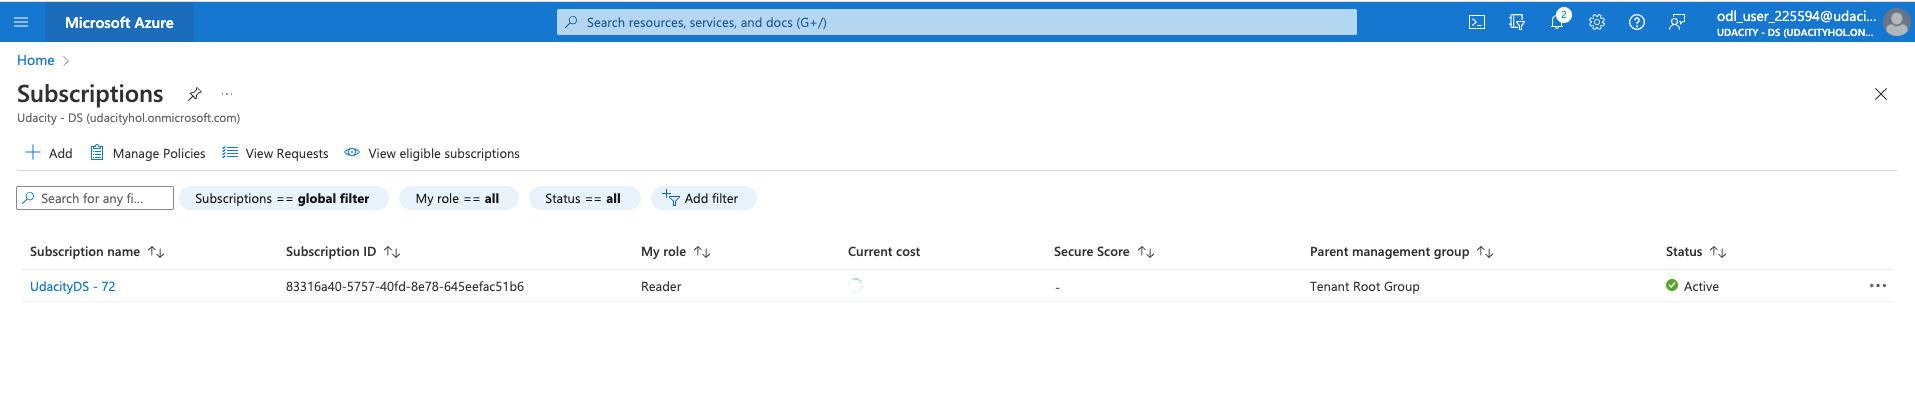 Microsoft Azure
Search resources, services, and docs (G+/)
2
odl_user_225594@udaci...
UDACITY - DS (UDACITYHOL.ON...
Home
Subscriptions
Udacity - DS (udacityhol.onmicrosoft.com)
Add Manage Policies View Requests View eligible subscriptions
Search for any fi... Subscriptions == global filter My role == all Status == all Add filter
Subscription name Subscription ID My role Current cost Secure Score Parent management group Status
UdacityDS - 72 83316a40-5757-40fd-8e78-645eefac51b6 Reader - Tenant Root Group Active